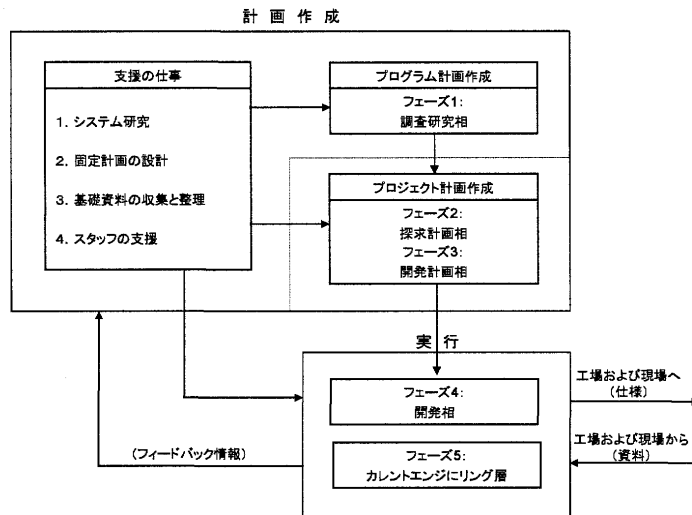 計画作成
支援の仕事
1. システム研究
2. 固定計画の設計
3. 基礎資料の収集と整理
4. スタッフの支援
プログラム計画作成
フェーズ1:
調査研究相
プロジェクト計画作成
フェーズ2:
探求計画相
フェーズ3:
開発計画相
実行
フェーズ4:
開発相
フェーズ5:
カレントエンジにリング層
(フィードバック情報)
工場および現場へ
(仕様)
工場および現場から
(資料)